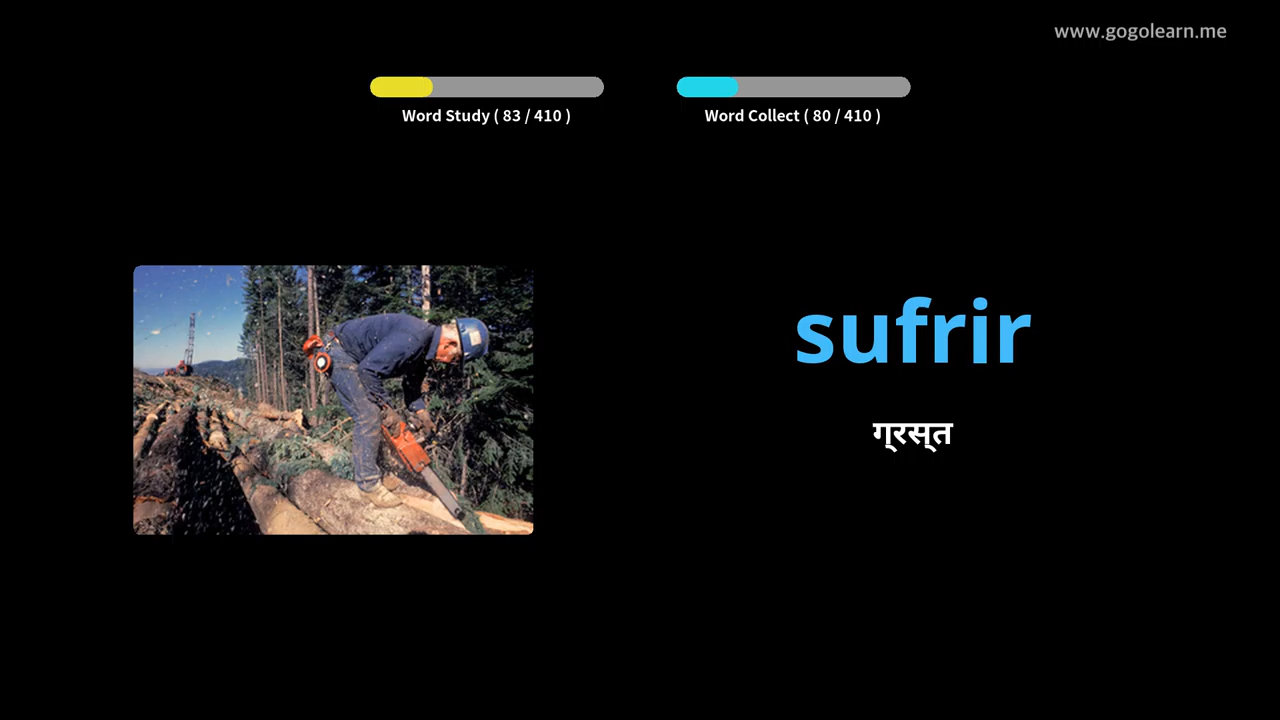 www.gogolearn.me
Word Study ( 83 / 410 )
Word Collect ( 80 / 410 )
sufrir
ग्रस्त